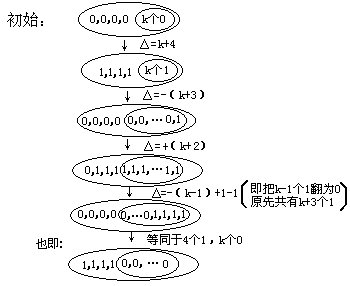 初始：
0,0,0,0 k个0
△=k+4
1,1,1,1 k个1
△=-（k+3）
0,0,0,0 0,0,…0,1
△=+(k+2)
0,1,1,1 1,1,1,…1,1
△=-（k-1）+1-1 即把k-1个1翻为0
原先共有k+3个1
0,0,0,0 0,…0,1,1,1,1
也即: 等同于4个1，k个0
1,1,1,1 0,0,…0